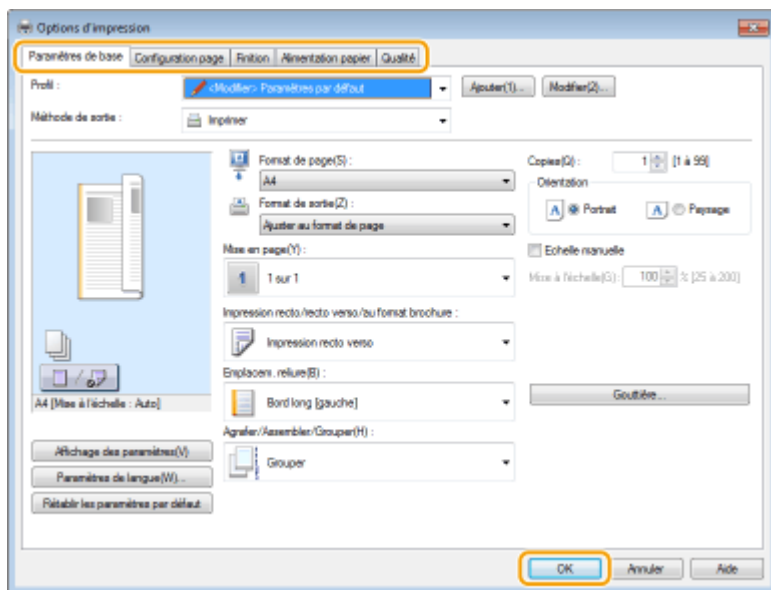 Options d'impression
Paramètres de base Configuration page Finition Alimentation papier Qualité
Profil : <Modifier> Paramètres par défaut Ajouter(1)... Modifier(2)...
Méthode de sortie : Imprimer
Format de page(S) : Copies(Q) : 1 [1 à 99]
A4 Orientation
Format de sortie(Z) : A Portrait A Paysage
Ajuster au format de page
Mise en page(Y) : Echelle manuelle
1 1 sur 1 Mise à l'échelle(G) : 100 % [25 à 200]
Impression recto/recto verso/au format brochure :
Impression recto verso
Emplacem. reliure(B) :
A4 [Mise à l'échelle : Auto] Bord long [gauche] Gouttière...
Agrafer/Assembler/Grouper(H) :
Affichage des paramètres(V) Grouper
Paramètres de langue(W)...
Rétablir les paramètres par défaut
OK Annuler Aide